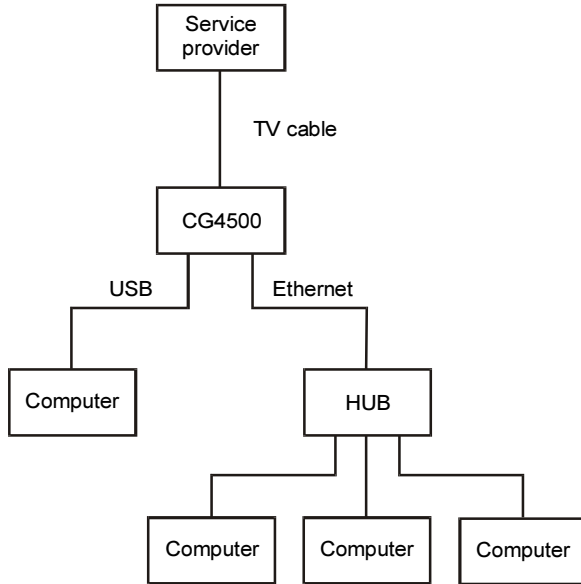 Service
provider
TV cable
CG4500
USB
Ethernet
Computer
HUB
Computer
Computer
Computer